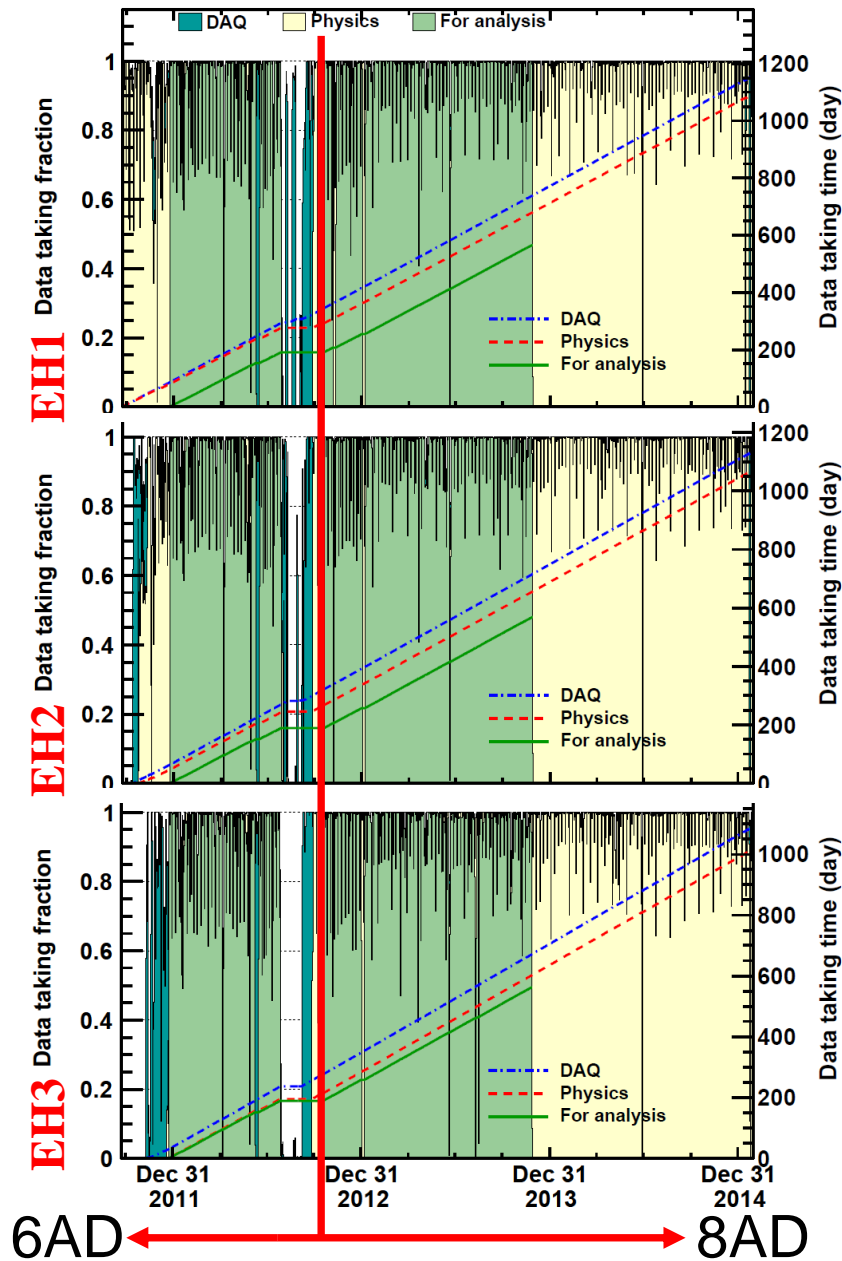 DAQ Physics For analysis
EH1
Data taking fraction
1
0.8
0.6
0.4
0.2
0
1200
1000
800
600
400
200
0
Data taking time (day)
DAQ
Physics
For analysis
EH2
Data taking fraction
1
0.8
0.6
0.4
0.2
0
1200
1000
800
600
400
200
0
Data taking time (day)
DAQ
Physics
For analysis
EH3
Data taking fraction
1
0.8
0.6
0.4
0.2
0
1000
800
600
400
200
0
Data taking time (day)
DAQ
Physics
For analysis
Dec 31 Dec 31 Dec 31 Dec 31
2011 2012 2013 2014
6AD 8AD